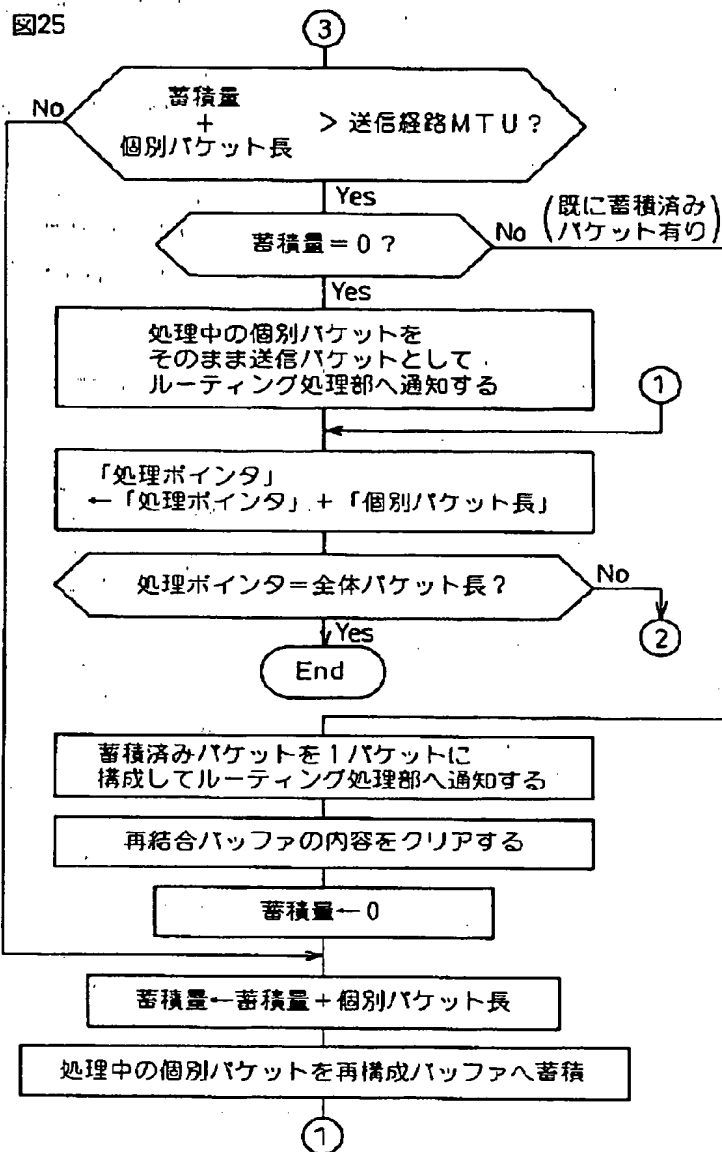 図25
③
蓄積量
+
個別パケット長
> 送信経路MTU?
No
Yes
蓄積量=0?
No
(既に蓄積済み
パケット有り)
Yes
処理中の個別パケットを
そのまま送信パケットとして
ルーティング処理部へ通知する
①
「処理ポインタ」
←「処理ポインタ」+「個別パケット長」
処理ポインタ=全体パケット長?
No
②
Yes
End
蓄積済みパケットを1パケットに
構成してルーティング処理部へ通知する
再結合バッファの内容をクリアする
蓄積量←0
蓄積量←蓄積量+個別パケット長
処理中の個別パケットを再構成バッファへ蓄積
①